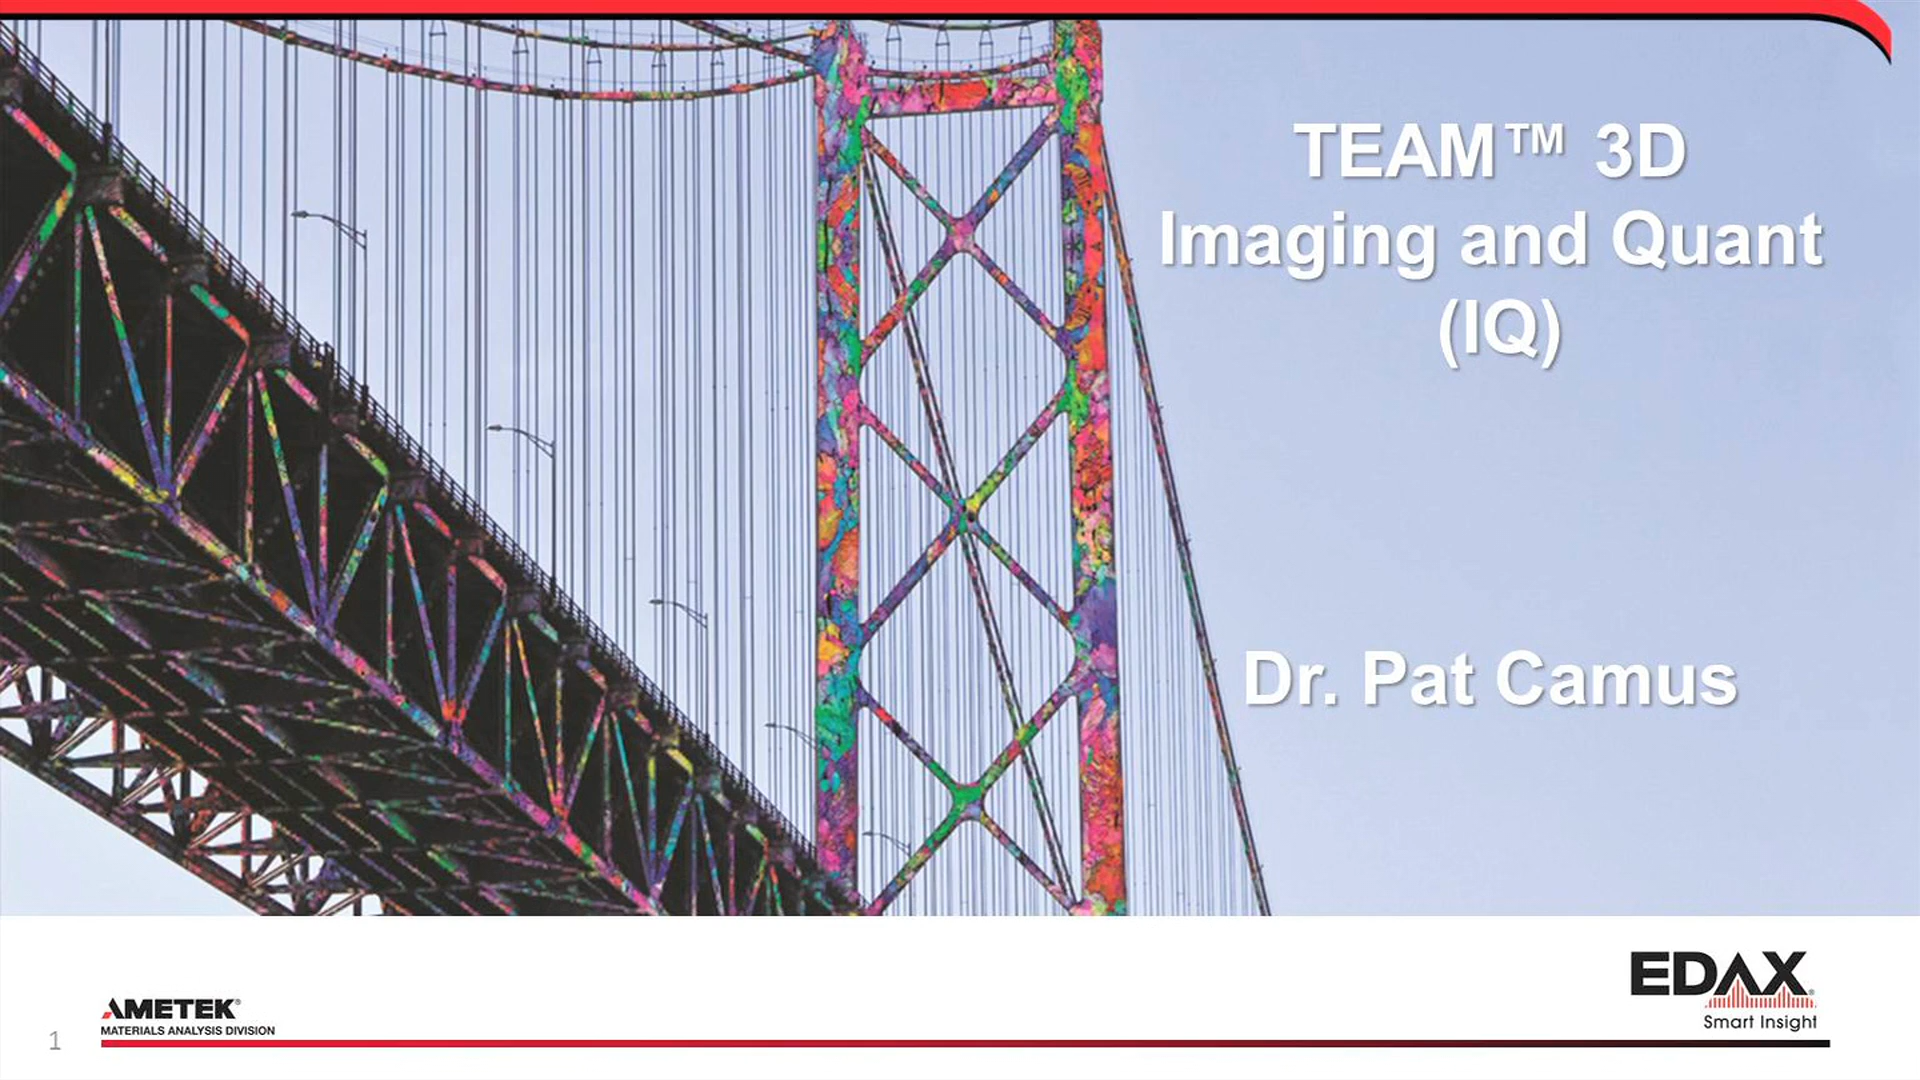 TEAM™ 3D
Imaging and Quant
(IQ)
Dr. Pat Camus
EDAX®
Smart Insight
AMETEK®
MATERIALS ANALYSIS DIVISION
1